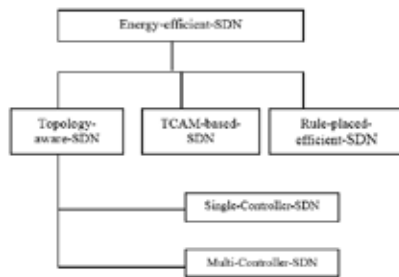 Energy-efficient-SDN
Topology-
aware-SDN
TCAM-based-
SDN
Rule-placed-
efficient-SDN
Single-Controller-SDN
Multi-Controller-SDN